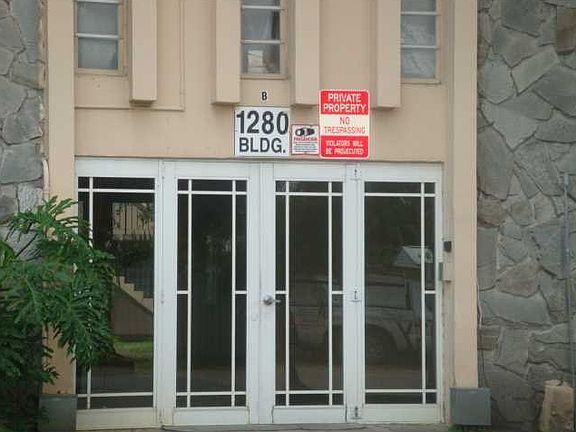 B
1280
BLDG.
PRIVATE
PROPERTY
NO
TRESPASSING
VIOLATORS WILL
BE PROSECUTED